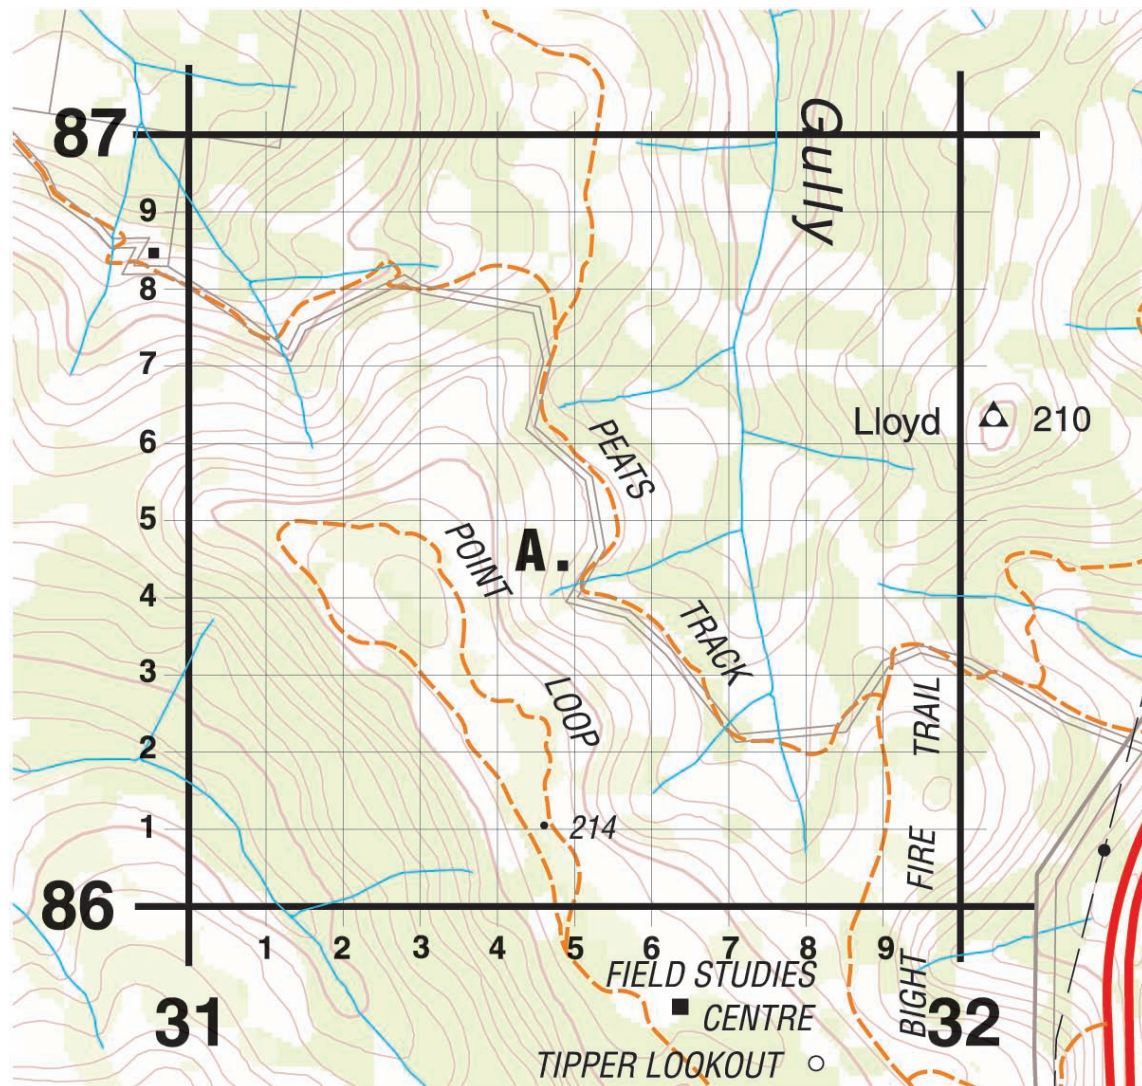 Gully
87
9
8
7
6
5
4
3
2
1
86
Lloyd
210
PEATS
TRACK
A.
POINT
LOOP
214
TRAIL
FIRE
BIGHT
1 2 3 4 5 6 7 8 9
31
32
FIELD STUDIES
CENTRE
TIPPER LOOKOUT